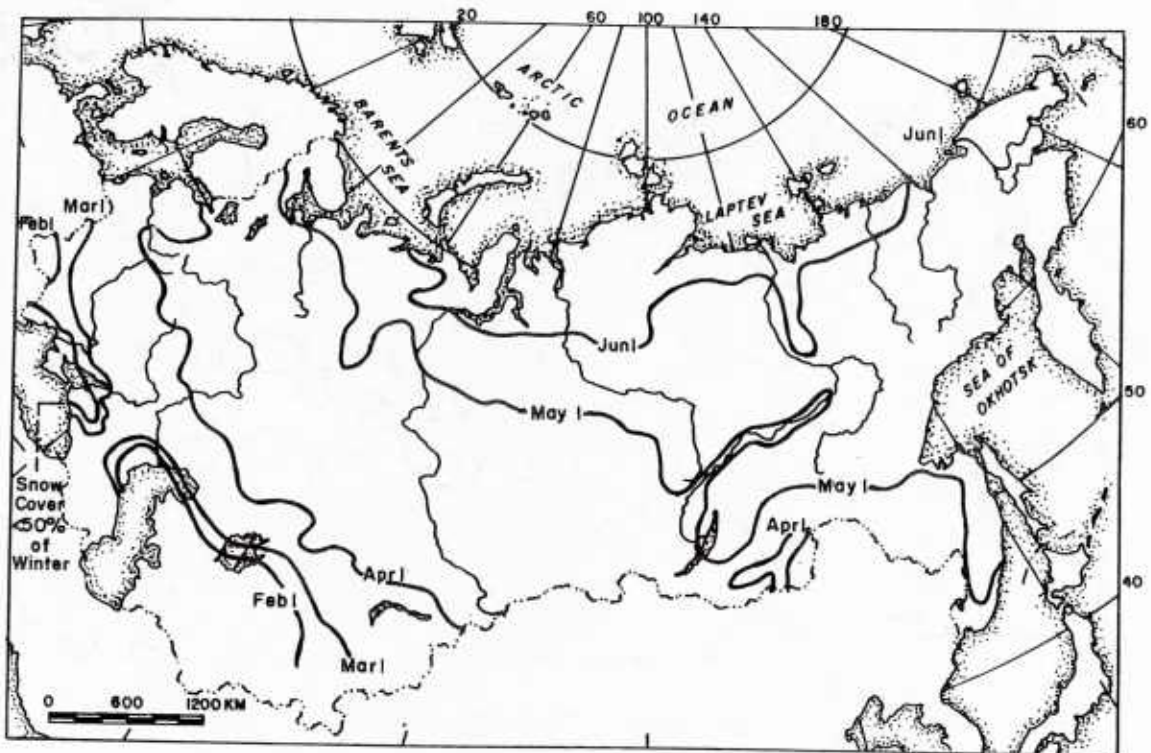 20 60 100 140 180
ARCTIC
OCEAN
BARENTS
SEA
Jun1
60
LAPTEV
SEA
Mar1)
Feb1
Jun1
SEA OF
OKHOTSK
50
May 1
May 1
Snow
Cover
<50%
of
Winter
Apr1
Apr1
Feb1
40
Mar1
0 600 1200 KM